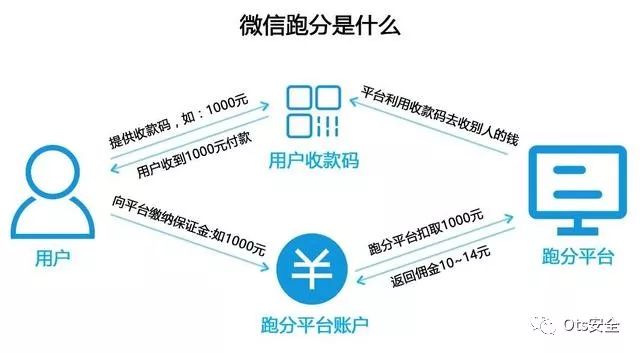 微信跑分是什么
提供收款码，如：1000元
用户收到1000元付款
平台利用收款码去收别人的钱
用户收款码
向平台缴纳保证金:如1000元
跑分平台扣取1000元
返回佣金10~14元
用户
跑分平台
跑分平台账户
Ots安全